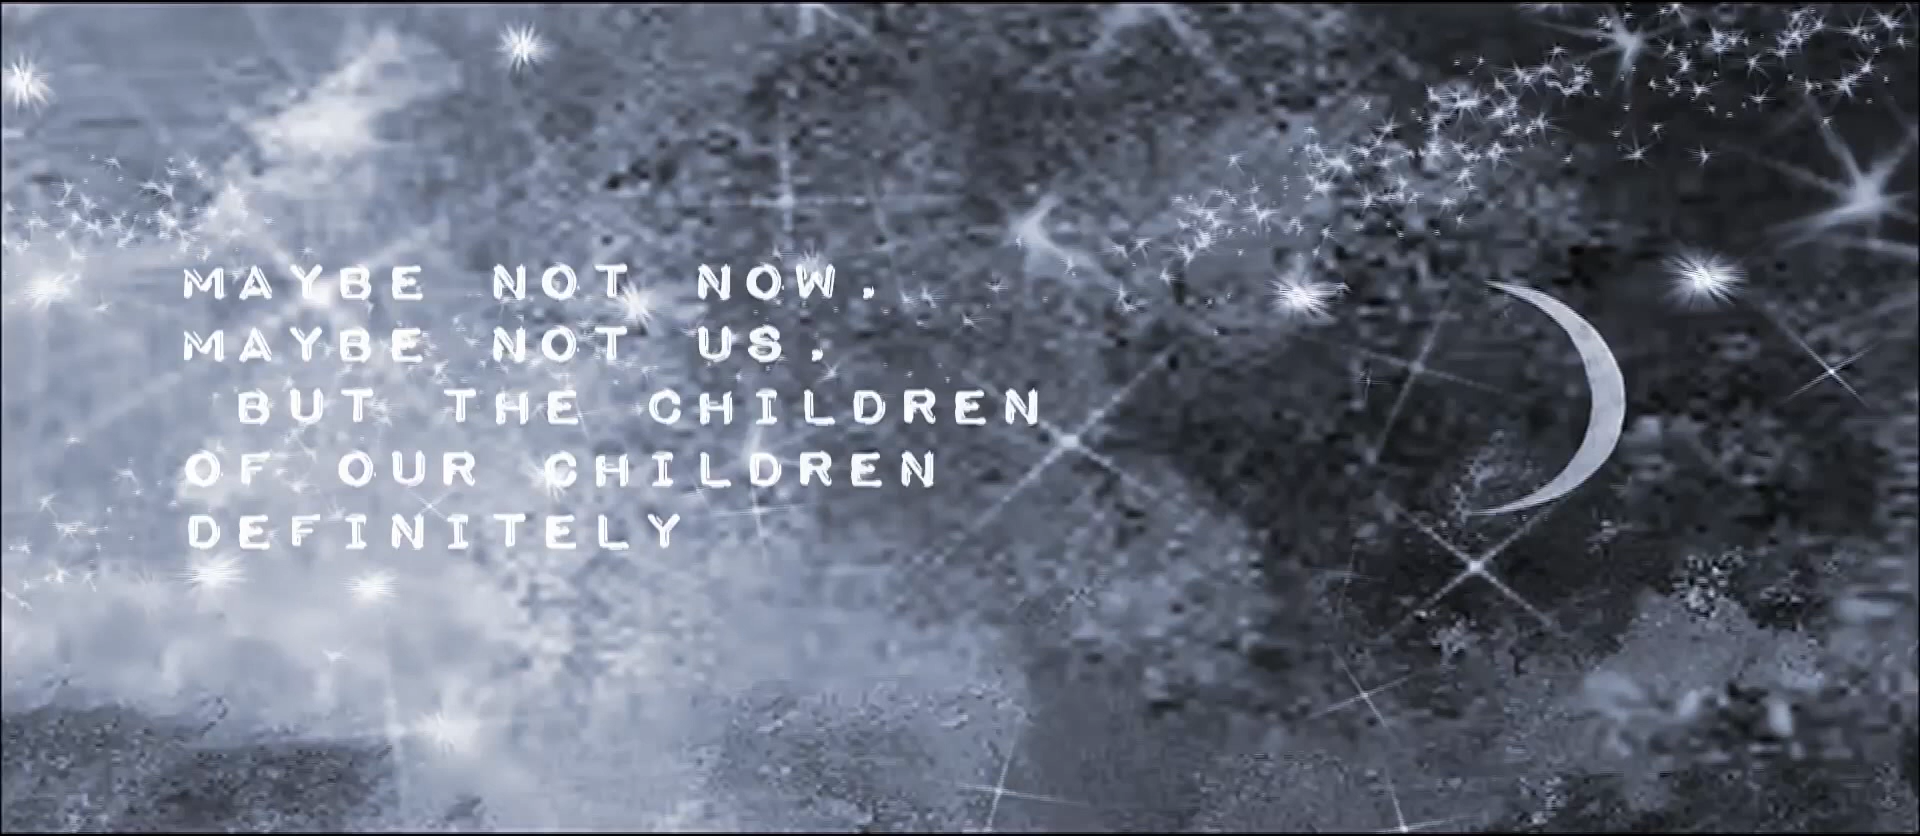 MAYBE NOT NOW.
MAYBE NOT US.
BUT THE CHILDREN
OF OUR CHILDREN
DEFINITELY